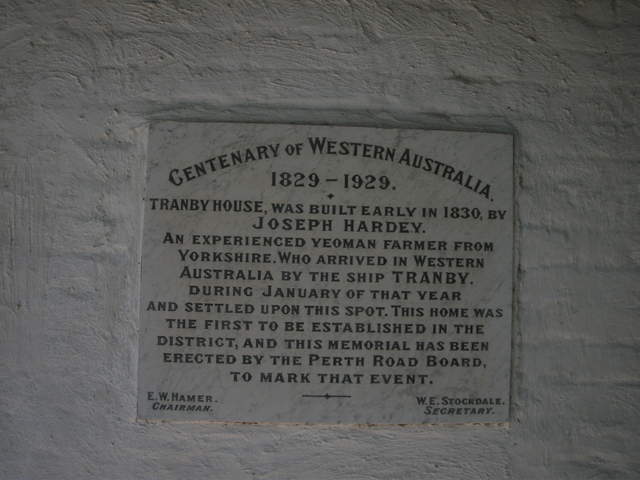 CENTENARY OF WESTERN AUSTRALIA.
1829 - 1929.
TRANBY HOUSE, WAS BUILT EARLY IN 1830, BY
JOSEPH HARDEY.
AN EXPERIENCED YEOMAN FARMER FROM
YORKSHIRE. WHO ARRIVED IN WESTERN
AUSTRALIA BY THE SHIP TRANBY.
DURING JANUARY OF THAT YEAR
AND SETTLED UPON THIS SPOT. THIS HOME WAS
THE FIRST TO BE ESTABLISHED IN THE
DISTRICT, AND THIS MEMORIAL HAS BEEN
ERECTED BY THE PERTH ROAD BOARD,
TO MARK THAT EVENT.
E. W. HAMER.
CHAIRMAN.
W. E. STOCKDALE.
SECRETARY.